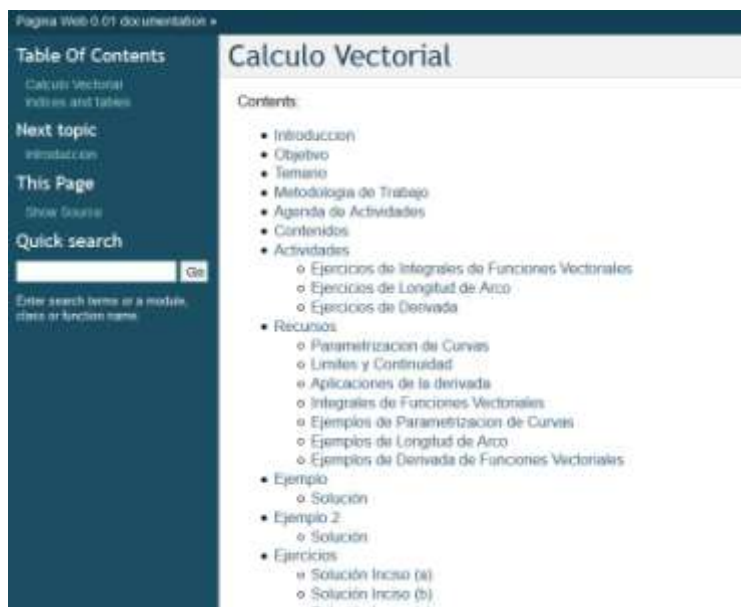 Pagina Web 0.01 documentation »
Table Of Contents
Calculo Vectorial
Indices and tables
Next topic
Introduccion
This Page
Show Source
Quick search
Go
Enter search terms or a module,
class or function name.
Calculo Vectorial
Contents:
Introduccion
Objetivo
Temario
Metodologia de Trabajo
Agenda de Actividades
Contenidos
Actividades
Ejercicios de Integrales de Funciones Vectoriales
Ejercicios de Longitud de Arco
Ejercicios de Derivada
Recursos
Parametrizacion de Curvas
Limites y Continuidad
Aplicaciones de la derivada
Integrales de Funciones Vectoriales
Ejemplos de Parametrizacion de Curvas
Ejemplos de Longitud de Arco
Ejemplos de Derivada de Funciones Vectoriales
Ejemplo
Solución
Ejemplo 2
Solución
Ejercicios
Solución Inciso (a)
Solución Inciso (b)